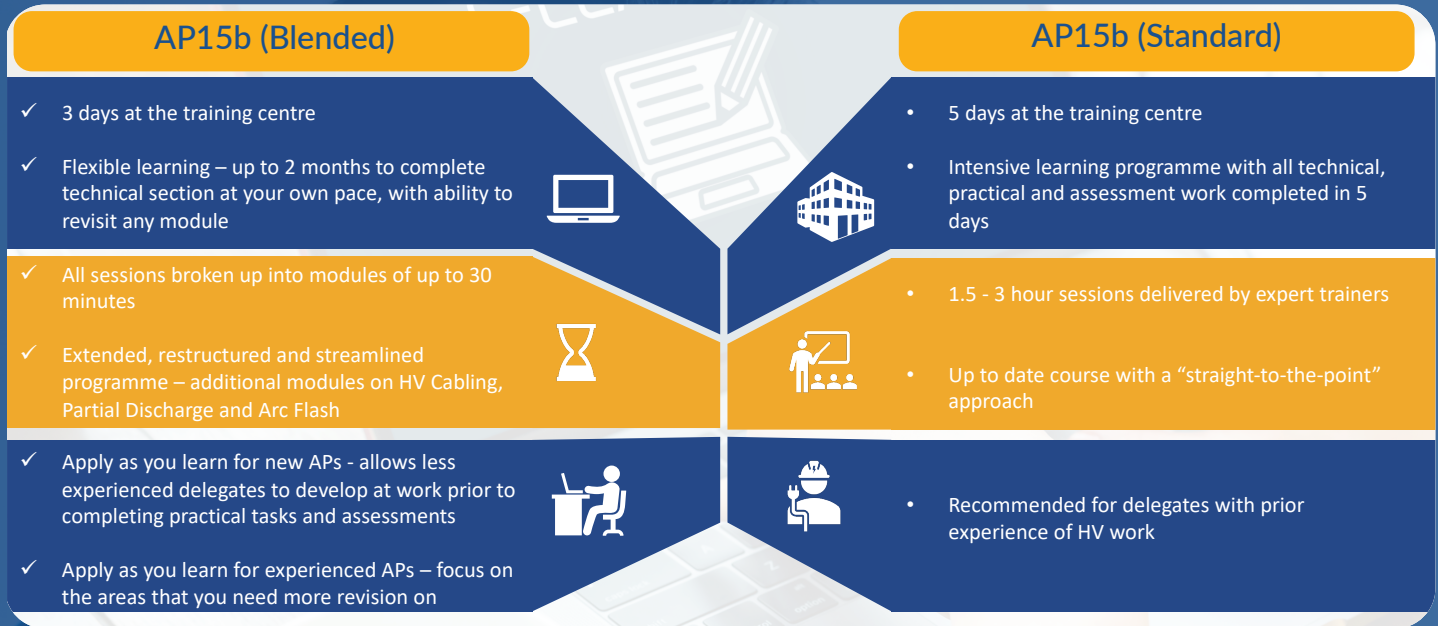 AP15b (Blended)
✓ 3 days at the training centre
✓ Flexible learning – up to 2 months to complete
technical section at your own pace, with ability to
revisit any module
✓ All sessions broken up into modules of up to 30
minutes
✓ Extended, restructured and streamlined
programme – additional modules on HV Cabling,
Partial Discharge and Arc Flash
✓ Apply as you learn for new APs - allows less
experienced delegates to develop at work prior to
completing practical tasks and assessments
✓ Apply as you learn for experienced APs – focus on
the areas that you need more revision on
AP15b (Standard)
• 5 days at the training centre
• Intensive learning programme with all technical,
practical and assessment work completed in 5
days
• 1.5 - 3 hour sessions delivered by expert trainers
• Up to date course with a “straight-to-the-point”
approach
• Recommended for delegates with prior
experience of HV work